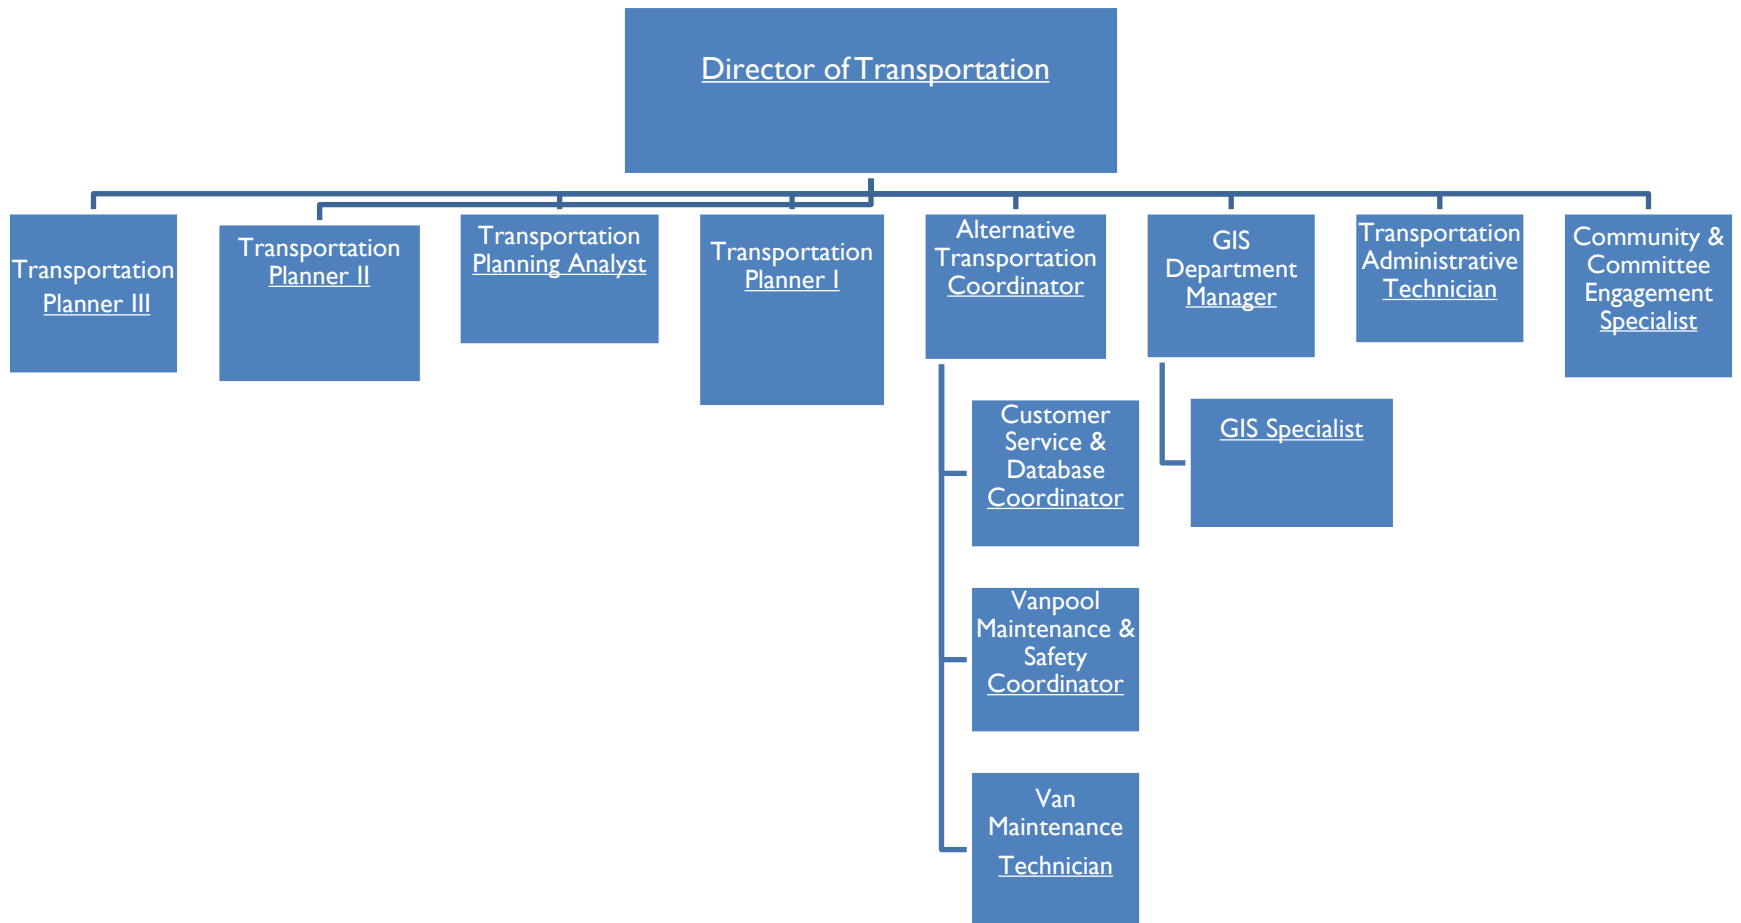 Director of Transportation
Transportation
Planner III
Transportation
Planner II
Transportation
Planning Analyst
Transportation
Planner I
Alternative
Transportation
Coordinator
GIS
Department
Manager
Transportation
Administrative
Technician
Community &
Committee
Engagement
Specialist
Customer
Service &
Database
Coordinator
GIS Specialist
Vanpool
Maintenance &
Safety
Coordinator
Van
Maintenance
Technician